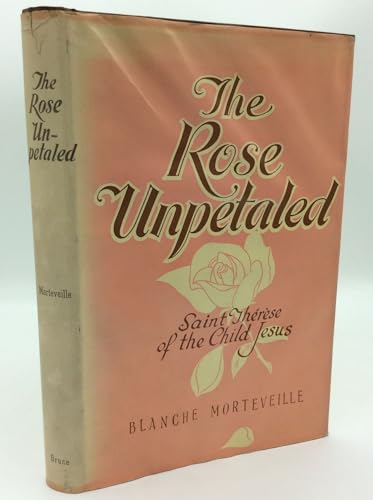 The
Rose
Un-
petaled
Morteveille
Bruce
The
Rose
Unpetaled
Saint Thérèse
of the Child Jesus
BLANCHE MORTEVEILLE